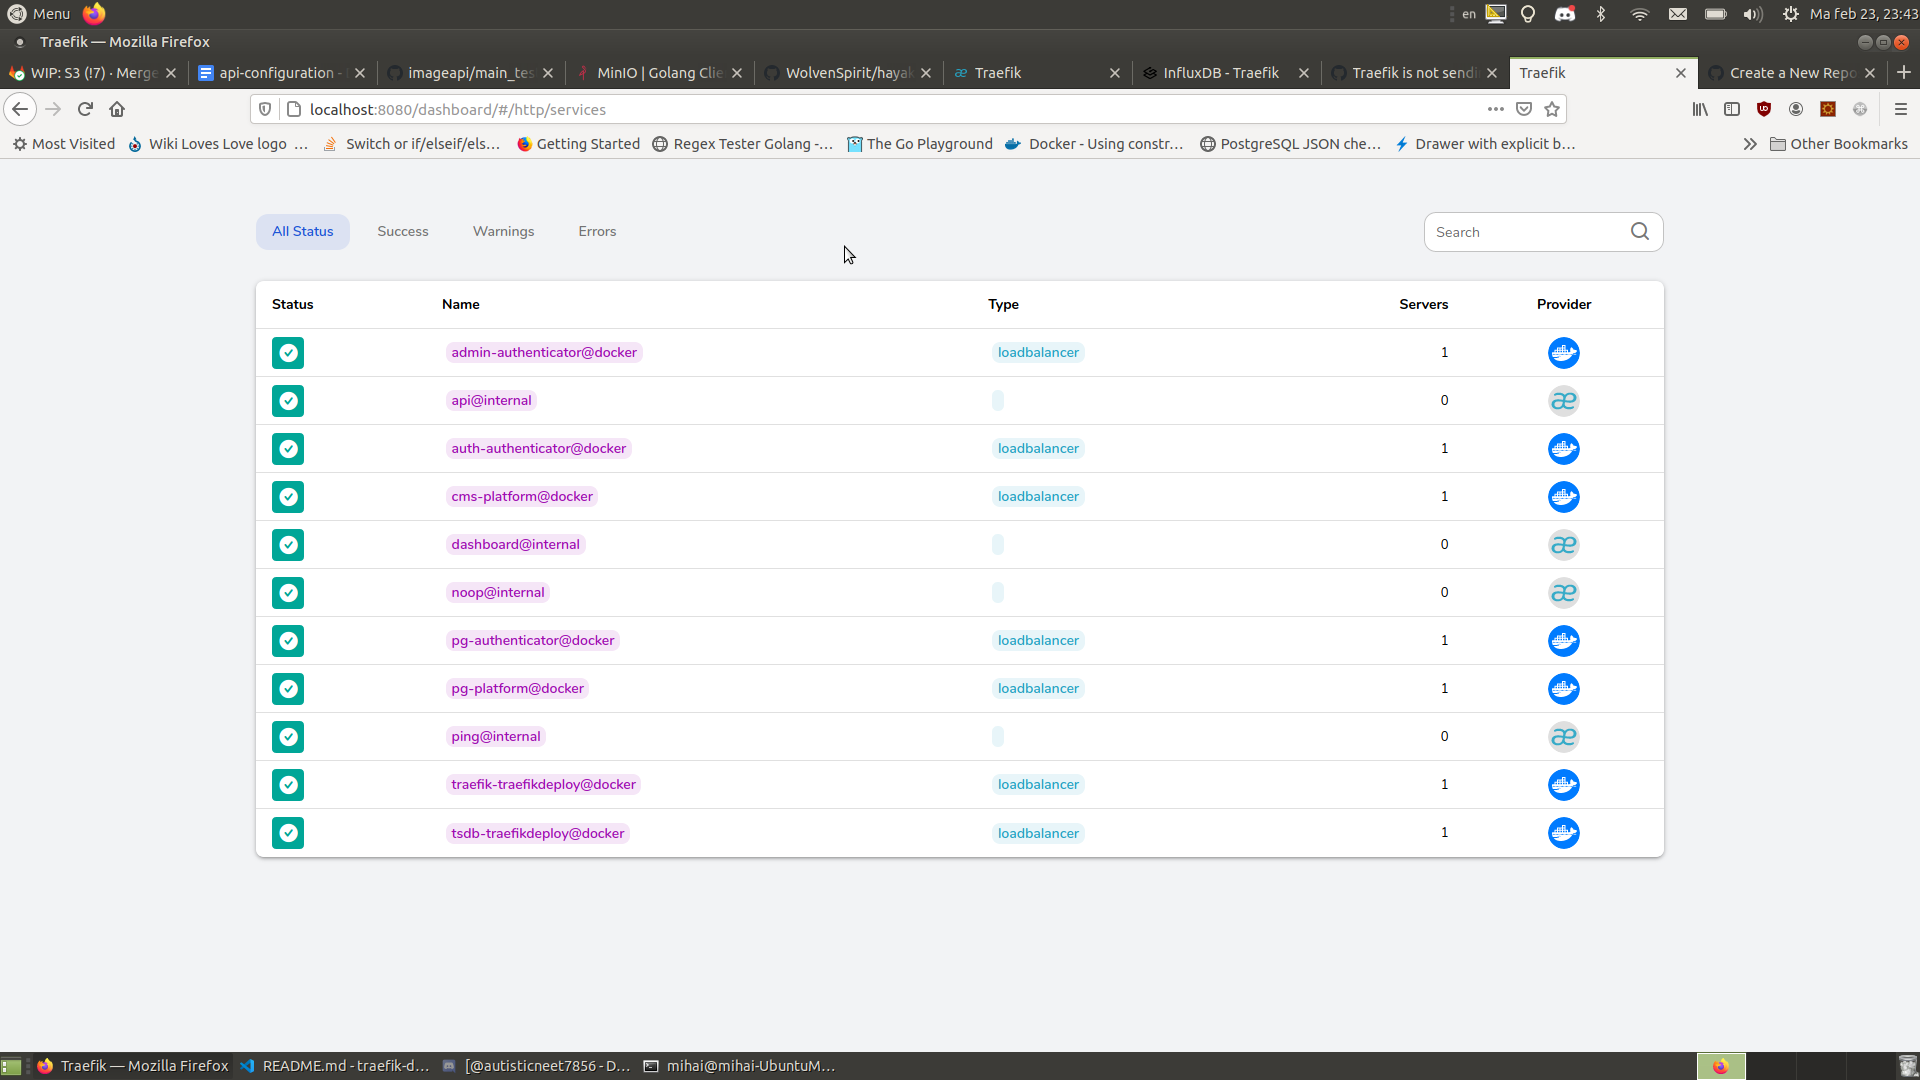 Menu
en
Ma feb 23, 23:43
Traefik — Mozilla Firefox
WIP: S3 (!7) · Merge
api-configuration -
imageapi/main_tes
MinIO | Golang Clie
WolvenSpirit/hayak
Traefik
InfluxDB - Traefik
Traefik is not sendi
Traefik
Create a New Repo
localhost:8080/dashboard/#/http/services
Most Visited
Wiki Loves Love logo …
Switch or if/elseif/els…
Getting Started
Regex Tester Golang -…
The Go Playground
Docker - Using constr…
PostgreSQL JSON che…
Drawer with explicit b…
Other Bookmarks
All Status
Success
Warnings
Errors
Search
Status Name Type Servers Provider
admin-authenticator@docker loadbalancer 1
api@internal 0
auth-authenticator@docker loadbalancer 1
cms-platform@docker loadbalancer 1
dashboard@internal 0
noop@internal 0
pg-authenticator@docker loadbalancer 1
pg-platform@docker loadbalancer 1
ping@internal 0
traefik-traefikdeploy@docker loadbalancer 1
tsdb-traefikdeploy@docker loadbalancer 1
Traefik — Mozilla Firefox
README.md - traefik-d…
[@autisticneet7856 - D…
mihai@mihai-UbuntuM…